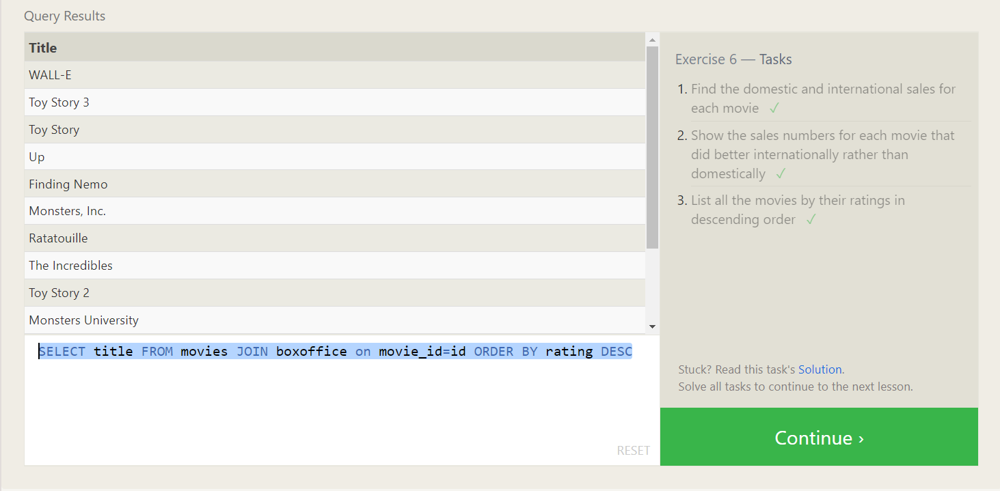 Query Results
Title
WALL-E
Toy Story 3
Toy Story
Up
Finding Nemo
Monsters, Inc.
Ratatouille
The Incredibles
Toy Story 2
Monsters University
SELECT title FROM movies JOIN boxoffice on movie_id=id ORDER BY rating DESC
RESET
Exercise 6 — Tasks
1. Find the domestic and international sales for
each movie ✓
2. Show the sales numbers for each movie that
did better internationally rather than
domestically ✓
3. List all the movies by their ratings in
descending order ✓
Stuck? Read this task's Solution.
Solve all tasks to continue to the next lesson.
Continue ›